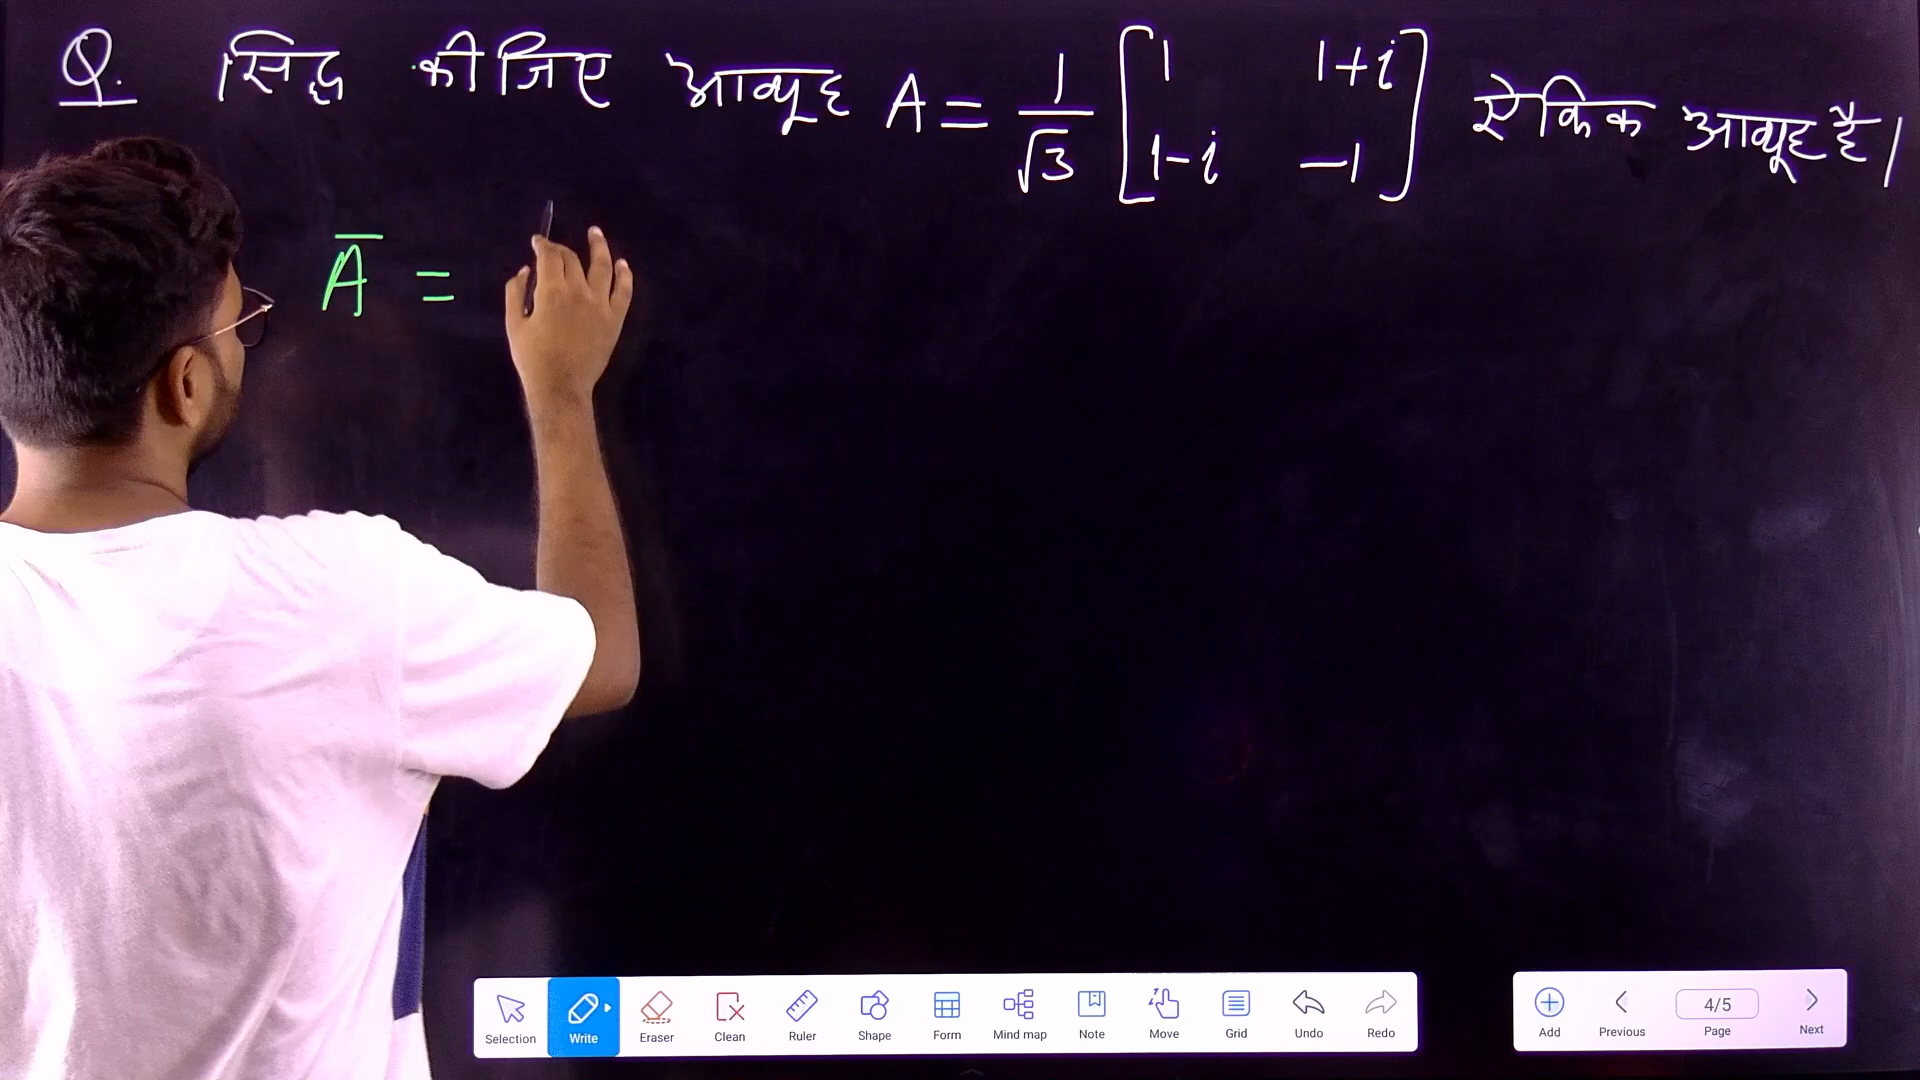 Q. सिद्ध कीजिए आव्यूह A = 1/√3 [1 1+i; 1-i -1] ऐकिक आव्यूह है।
A̅ =
Selection Write Eraser Clean Ruler Shape Form Mind map Note Move Grid Undo Redo
Add Previous 4/5 Page Next